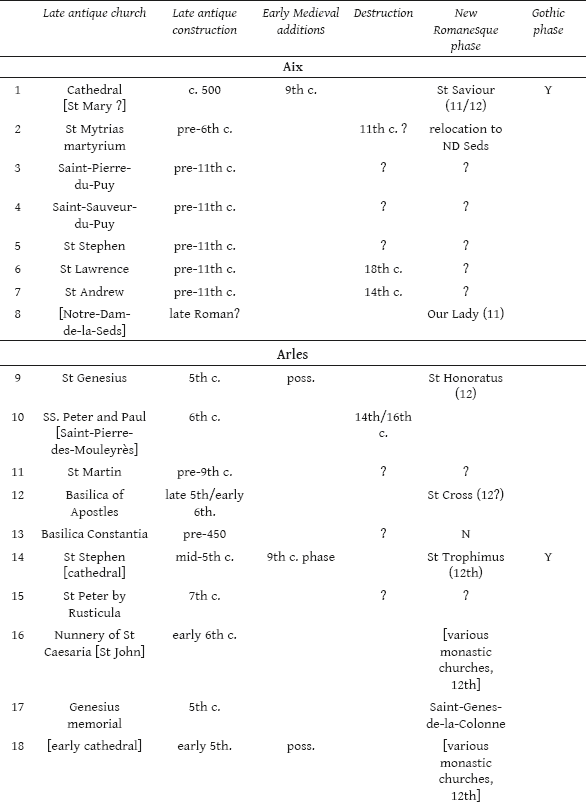 Late antique church Late antique Early Medieval Destruction New Gothic
construction additions Romanesque phase
phase
Aix
1 Cathedral c. 500 9th c. St Saviour Y
[St Mary ?] (11/12)
2 St Mytrias pre-6th c. 11th c. ? relocation to
martyrium ND Seds
3 Saint-Pierre- pre-11th c. ? ?
du-Puy
4 Saint-Sauveur- pre-11th c. ? ?
du-Puy
5 St Stephen pre-11th c. ? ?
6 St Lawrence pre-11th c. 18th c. ?
7 St Andrew pre-11th c. 14th c. ?
8 [Notre-Dam- late Roman? Our Lady (11)
de-la-Seds]
Arles
9 St Genesius 5th c. poss. St Honoratus
(12)
10 SS. Peter and Paul 6th c. 14th/16th
[Saint-Pierre- c.
des-Mouleyrès]
11 St Martin pre-9th c. ? ?
12 Basilica of late 5th/early St Cross (12?)
Apostles 6th.
13 Basilica Constantia pre-450 ? N
14 St Stephen mid-5th c. 9th c. phase St Trophimus Y
[cathedral] (12th)
15 St Peter by 7th c. ? ?
Rusticula
16 Nunnery of St early 6th c. [various
Caesaria [St John] monastic
churches,
12th]
17 Genesius 5th c. Saint-Genes-
memorial de-la-Colonne
18 [early cathedral] early 5th. poss. [various
monastic
churches,
12th]